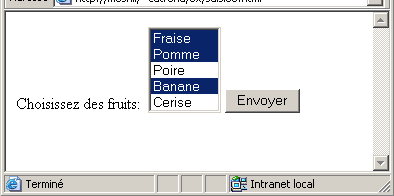 Fraise
Pomme
Poire
Banane
Choisissez des fruits: Cerise Envoyer
Terminé Intranet local